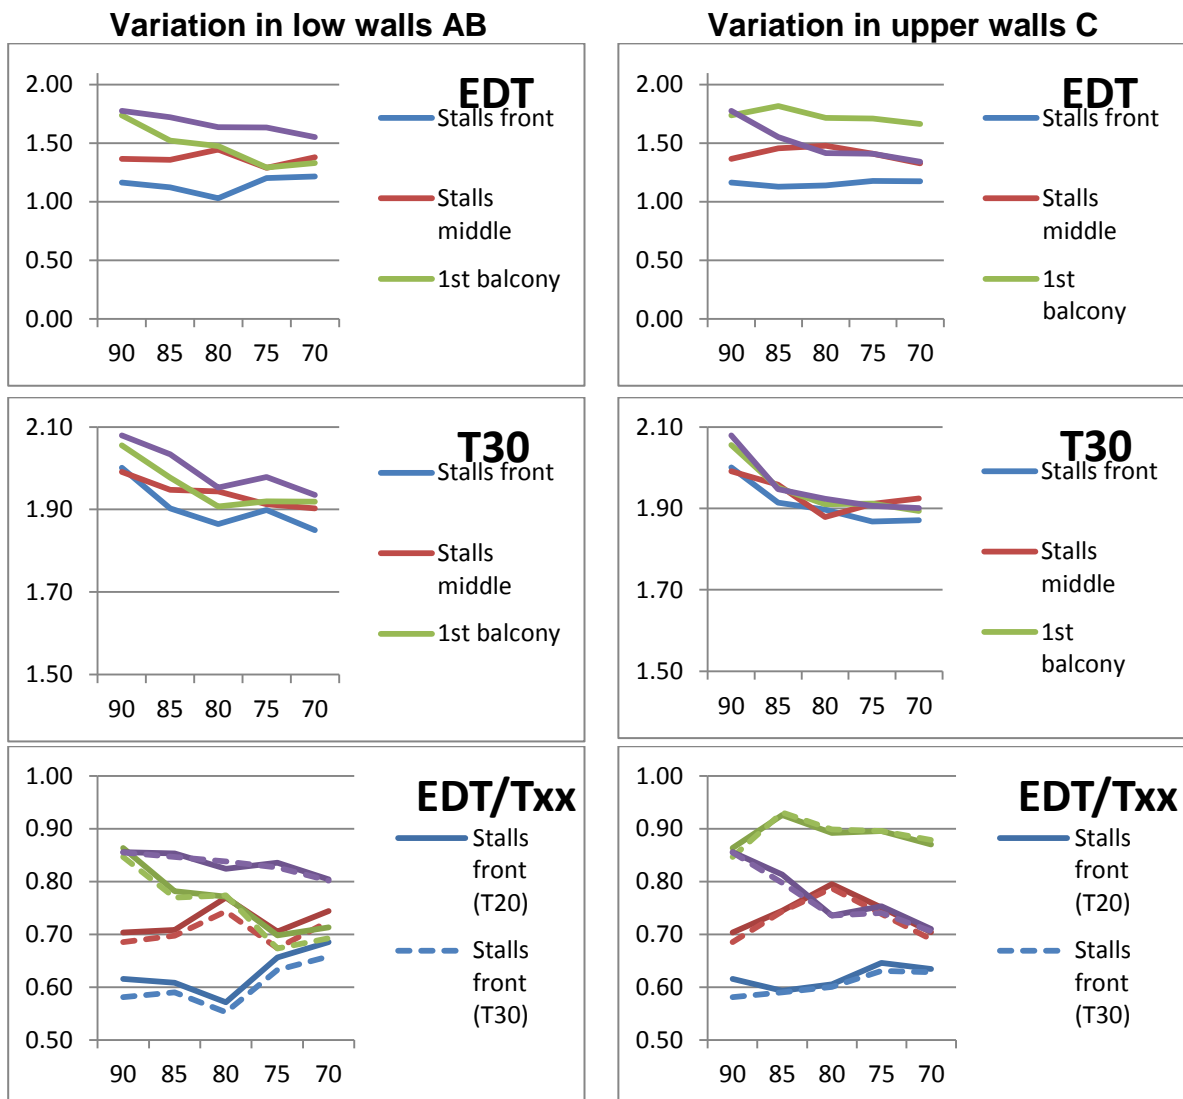 Variation in low walls AB
Variation in upper walls C
EDT
2.00
1.50
1.00
0.50
0.00
90 85 80 75 70
Stalls front
Stalls
middle
1st balcony
EDT
2.00
1.50
1.00
0.50
0.00
90 85 80 75 70
Stalls front
Stalls
middle
1st
balcony
T30
2.10
1.90
1.70
1.50
90 85 80 75 70
Stalls front
Stalls
middle
1st balcony
T30
2.10
1.90
1.70
1.50
90 85 80 75 70
Stalls front
Stalls
middle
1st
balcony
EDT/Txx
1.00
0.90
0.80
0.70
0.60
0.50
90 85 80 75 70
Stalls
front
(T20)
Stalls
front
(T30)
EDT/Txx
1.00
0.90
0.80
0.70
0.60
0.50
90 85 80 75 70
Stalls
front
(T20)
Stalls
front
(T30)